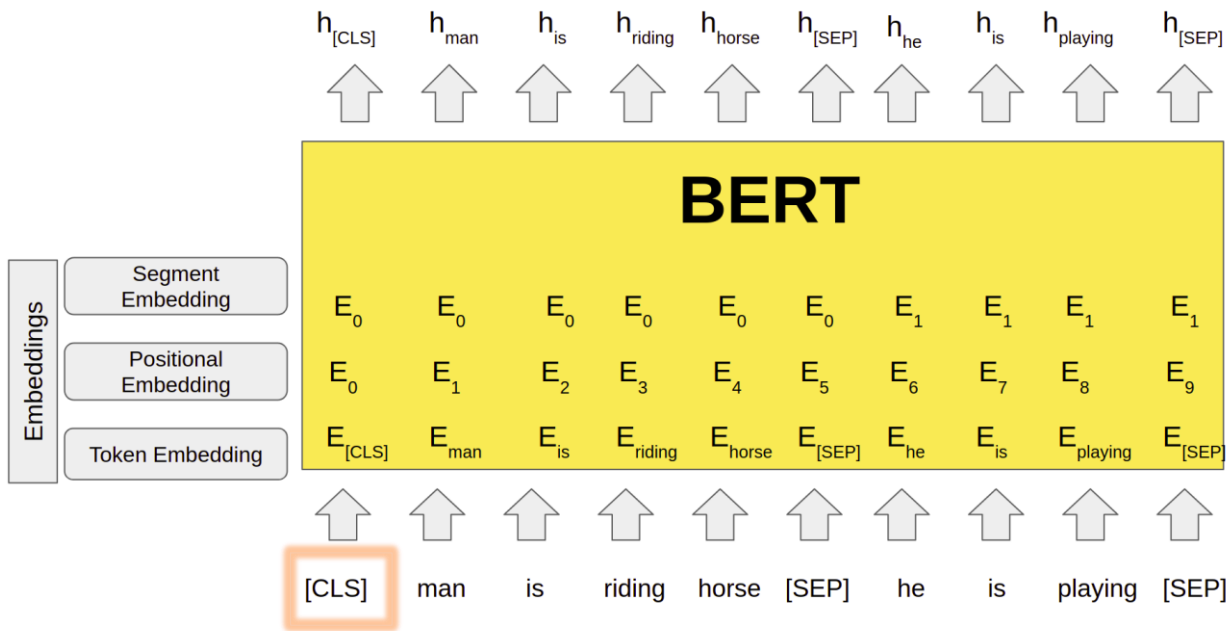 h[CLS] hman his hriding hhorse h[SEP] hhe his hplaying h[SEP]
BERT
Embeddings
Segment
Embedding
E0 E0 E0 E0 E0 E0 E1 E1 E1 E1
Positional
Embedding
E0 E1 E2 E3 E4 E5 E6 E7 E8 E9
Token Embedding
E[CLS] Eman Eis Eriding Ehorse E[SEP] Ehe Eis Eplaying E[SEP]
[CLS] man is riding horse [SEP] he is playing [SEP]